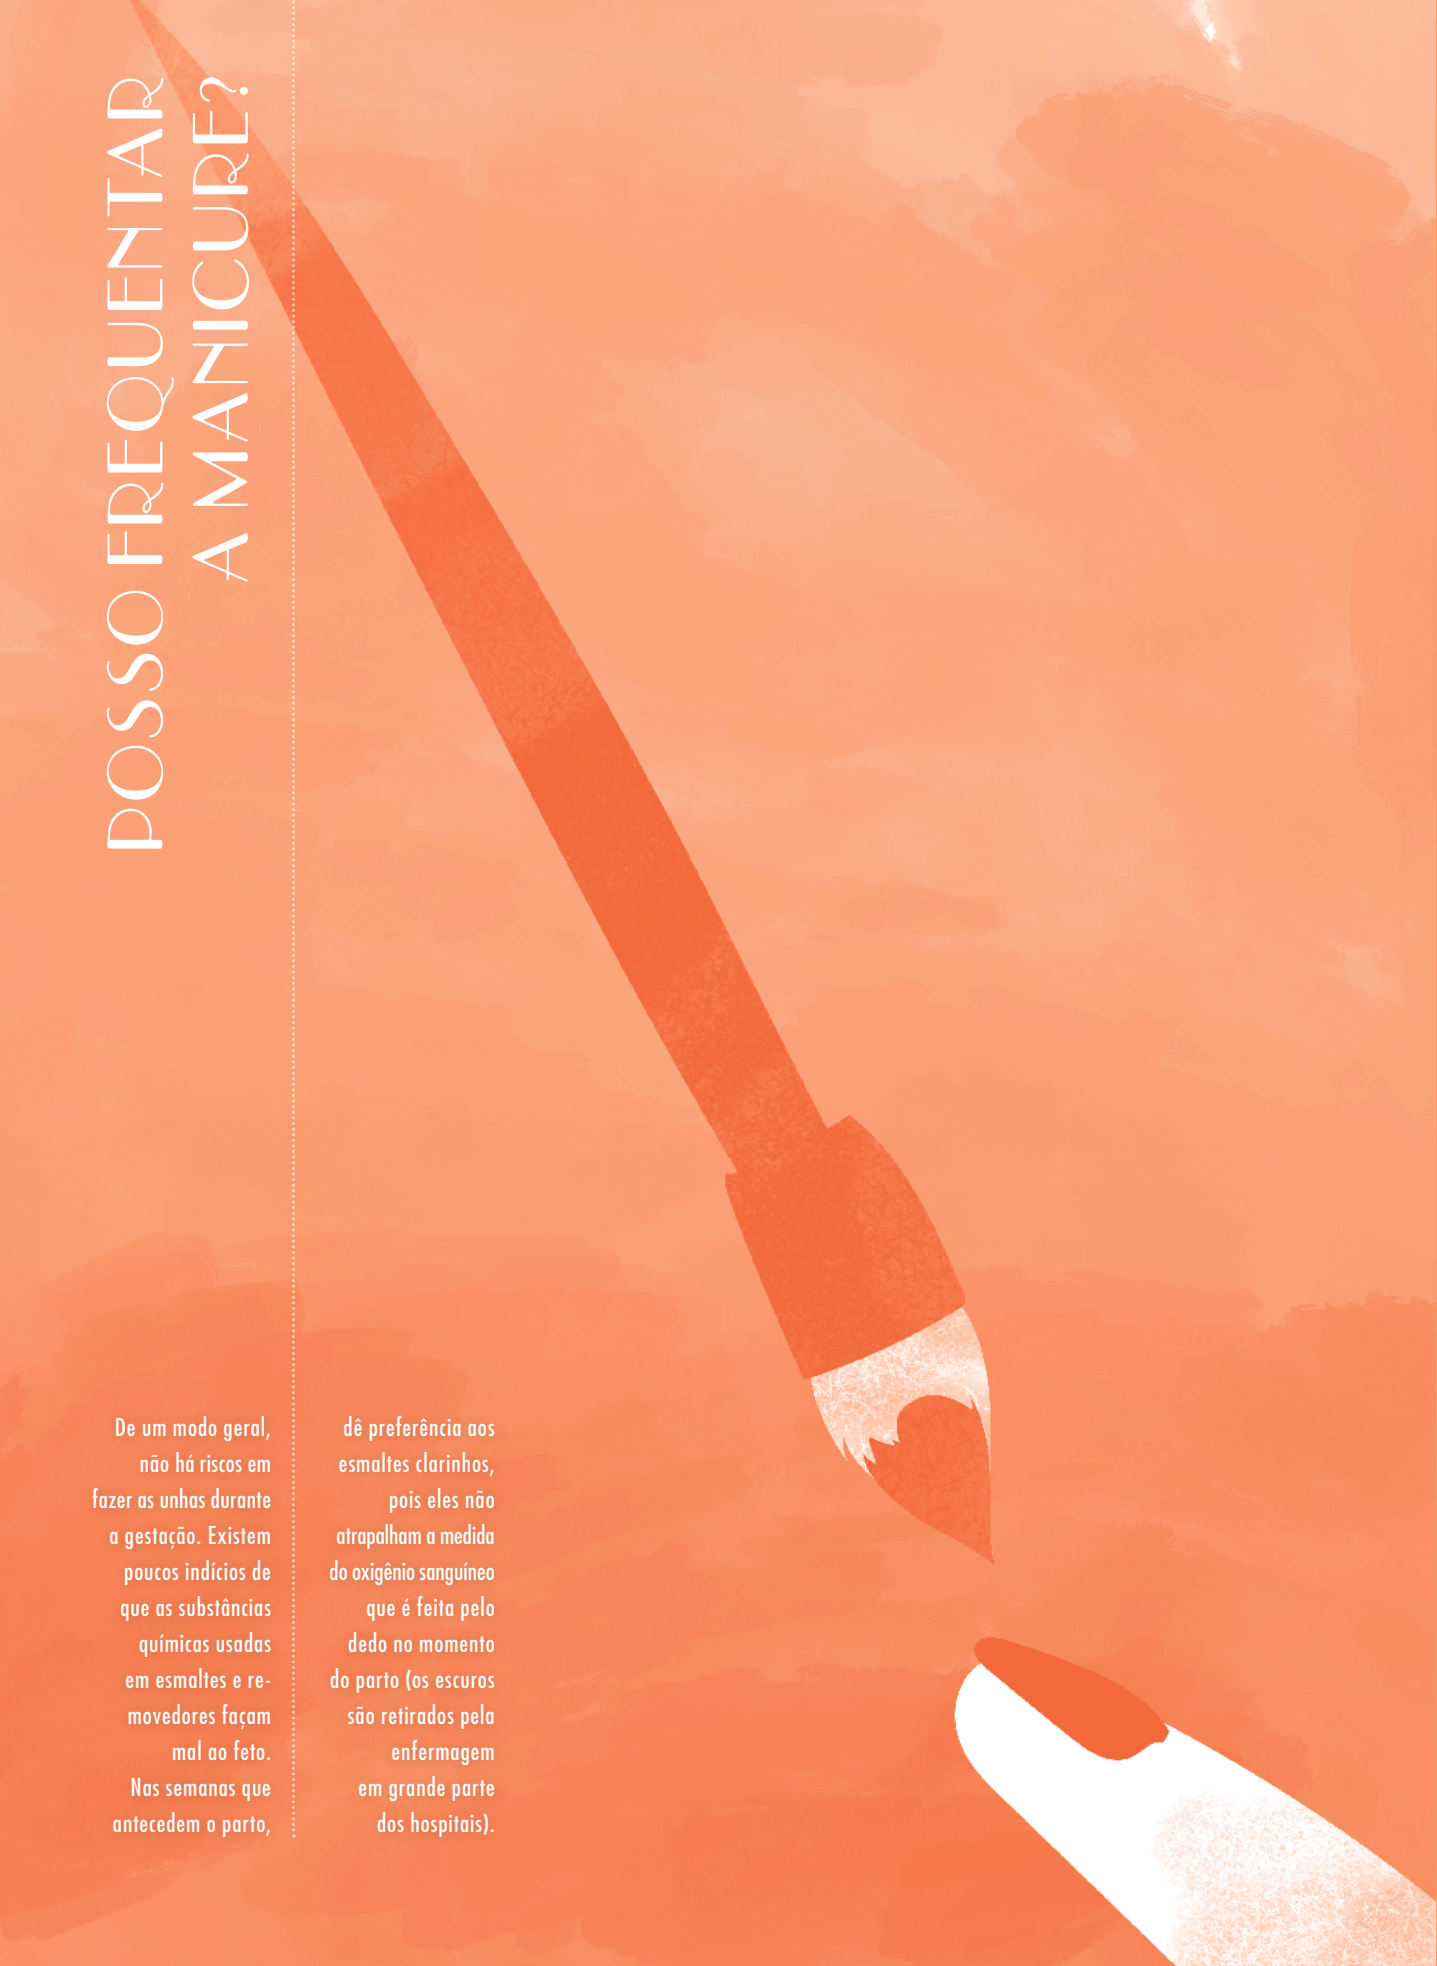 POSSO FREQUENTAR
A MANICURE?
De um modo geral,
não há riscos em
fazer as unhas durante
a gestação. Existem
poucos indícios de
que as substâncias
químicas usadas
em esmaltes e re-
movedores façam
mal ao feto.
Nas semanas que
antecedem o parto,
dê preferência aos
esmaltes clarinhos,
pois eles não
atrapalham a medida
do oxigênio sanguíneo
que é feita pelo
dedo no momento
do parto (os escuros
são retirados pela
enfermagem
em grande parte
dos hospitais).